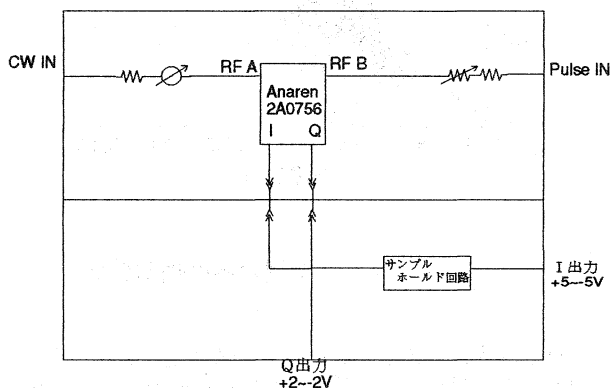 CW IN
RF A
RF B
Pulse IN
Anaren
2A0756
I Q
サンプル
ホールド回路
I 出力
+5~-5V
Q出力
+2~-2V